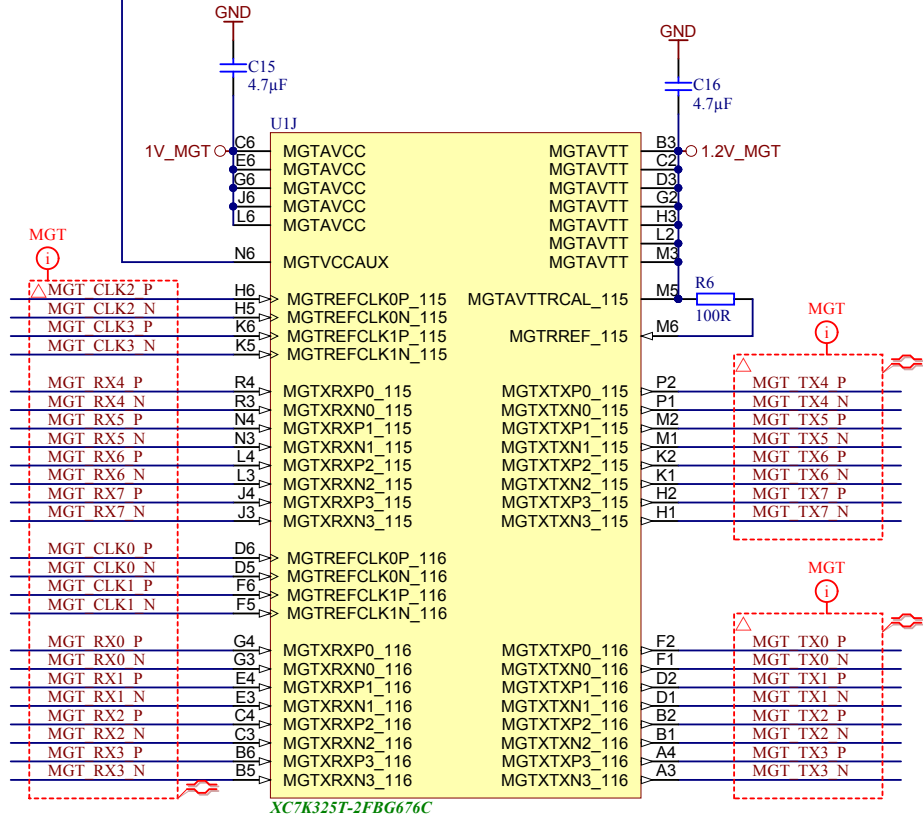 GND
C15
4.7µF
GND
C16
4.7µF
U1J
1V_MGT
C6 MGTAVCC
E6 MGTAVCC
G6 MGTAVCC
J6 MGTAVCC
L6 MGTAVCC
N6 MGTVCCAUX
MGTAVTT B3 1.2V_MGT
MGTAVTT C2
MGTAVTT D3
MGTAVTT G2
MGTAVTT H3
MGTAVTT L2
MGTAVTT M3
MGTAVTTRCAL_115 M5
R6
100R
MGTRREF_115 M6
MGT
i
MGT_CLK2_P H6 MGTREFCLK0P_115
MGT_CLK2_N H5 MGTREFCLK0N_115
MGT_CLK3_P K6 MGTREFCLK1P_115
MGT_CLK3_N K5 MGTREFCLK1N_115
MGT
i
MGT_RX4_P R4 MGTXRXP0_115 MGTXTXP0_115 P2 MGT_TX4_P
MGT_RX4_N R3 MGTXRXN0_115 MGTXTXN0_115 P1 MGT_TX4_N
MGT_RX5_P N4 MGTXRXP1_115 MGTXTXP1_115 M2 MGT_TX5_P
MGT_RX5_N N3 MGTXRXN1_115 MGTXTXN1_115 M1 MGT_TX5_N
MGT_RX6_P L4 MGTXRXP2_115 MGTXTXP2_115 K2 MGT_TX6_P
MGT_RX6_N L3 MGTXRXN2_115 MGTXTXN2_115 K1 MGT_TX6_N
MGT_RX7_P J4 MGTXRXP3_115 MGTXTXP3_115 H2 MGT_TX7_P
MGT_RX7_N J3 MGTXRXN3_115 MGTXTXN3_115 H1 MGT_TX7_N
MGT_CLK0_P D6 MGTREFCLK0P_116
MGT_CLK0_N D5 MGTREFCLK0N_116
MGT_CLK1_P F6 MGTREFCLK1P_116
MGT_CLK1_N F5 MGTREFCLK1N_116
MGT
i
MGT_RX0_P G4 MGTXRXP0_116 MGTXTXP0_116 F2 MGT_TX0_P
MGT_RX0_N G3 MGTXRXN0_116 MGTXTXN0_116 F1 MGT_TX0_N
MGT_RX1_P E4 MGTXRXP1_116 MGTXTXP1_116 D2 MGT_TX1_P
MGT_RX1_N E3 MGTXRXN1_116 MGTXTXN1_116 D1 MGT_TX1_N
MGT_RX2_P C4 MGTXRXP2_116 MGTXTXP2_116 B2 MGT_TX2_P
MGT_RX2_N C3 MGTXRXN2_116 MGTXTXN2_116 B1 MGT_TX2_N
MGT_RX3_P B6 MGTXRXP3_116 MGTXTXP3_116 A4 MGT_TX3_P
MGT_RX3_N B5 MGTXRXN3_116 MGTXTXN3_116 A3 MGT_TX3_N
XC7K325T-2FBG676C